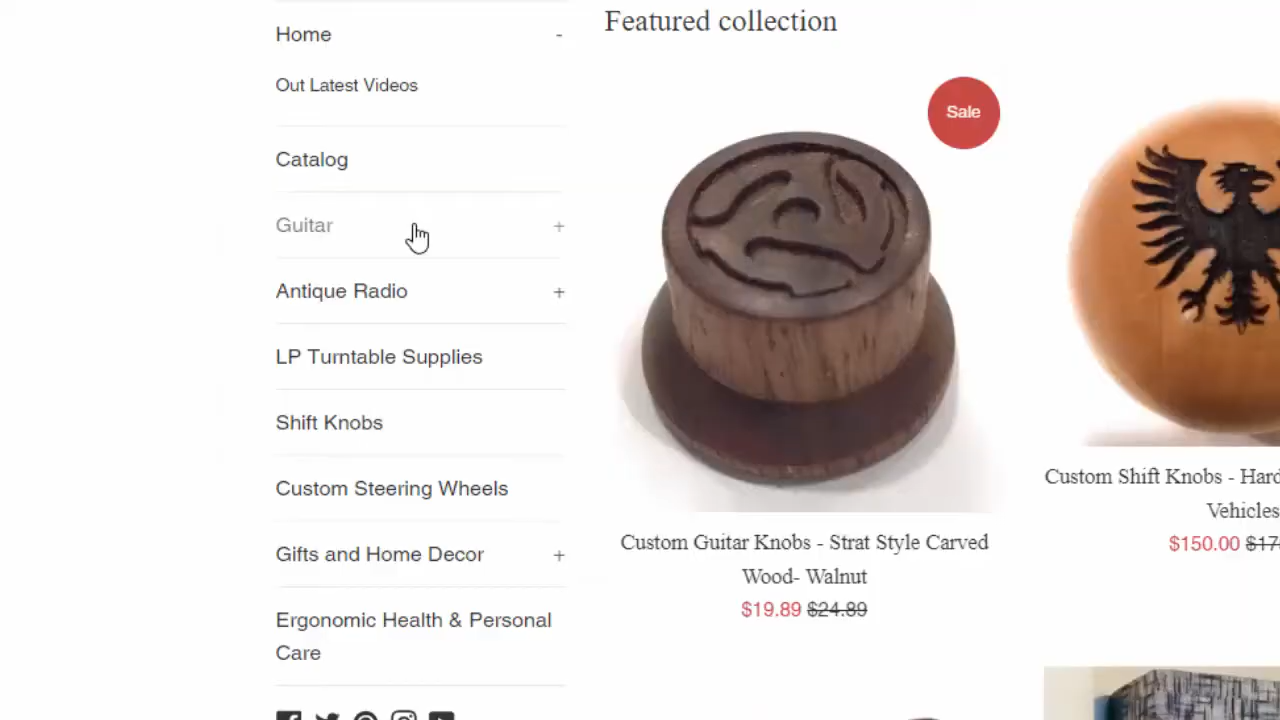 Home -
Out Latest Videos
Catalog
Guitar +
Antique Radio +
LP Turntable Supplies
Shift Knobs
Custom Steering Wheels
Gifts and Home Decor +
Ergonomic Health & Personal
Care
Featured collection
Sale
Custom Guitar Knobs - Strat Style Carved
Wood- Walnut
$19.89 $24.89
Custom Shift Knobs -
Vehicles
$150.00